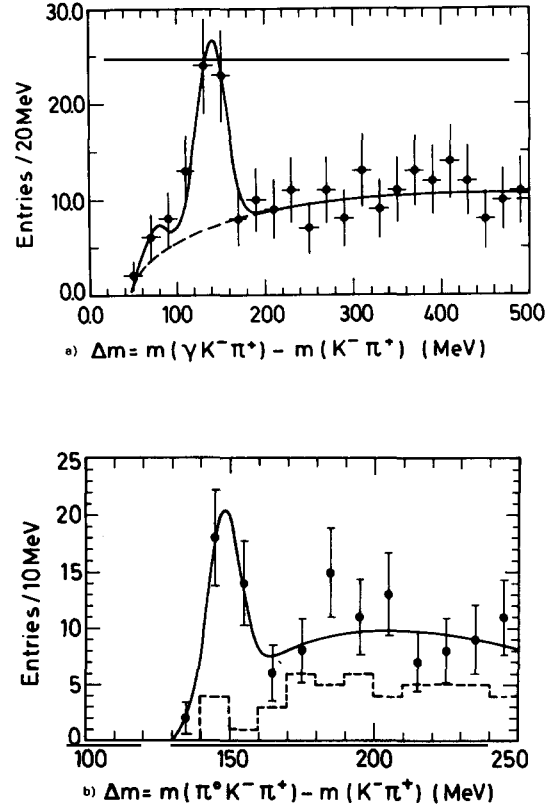 30.0
20.0
10.0
0.0
Entries/20MeV
0.0 100 200 300 400 500
a) Δm= m(γK⁻π⁺) - m(K⁻π⁺) (MeV)
25
20
15
10
5
0
Entries/10MeV
100 150 200 250
b) Δm= m(π°K⁻π⁺) - m(K⁻π⁺) (MeV)